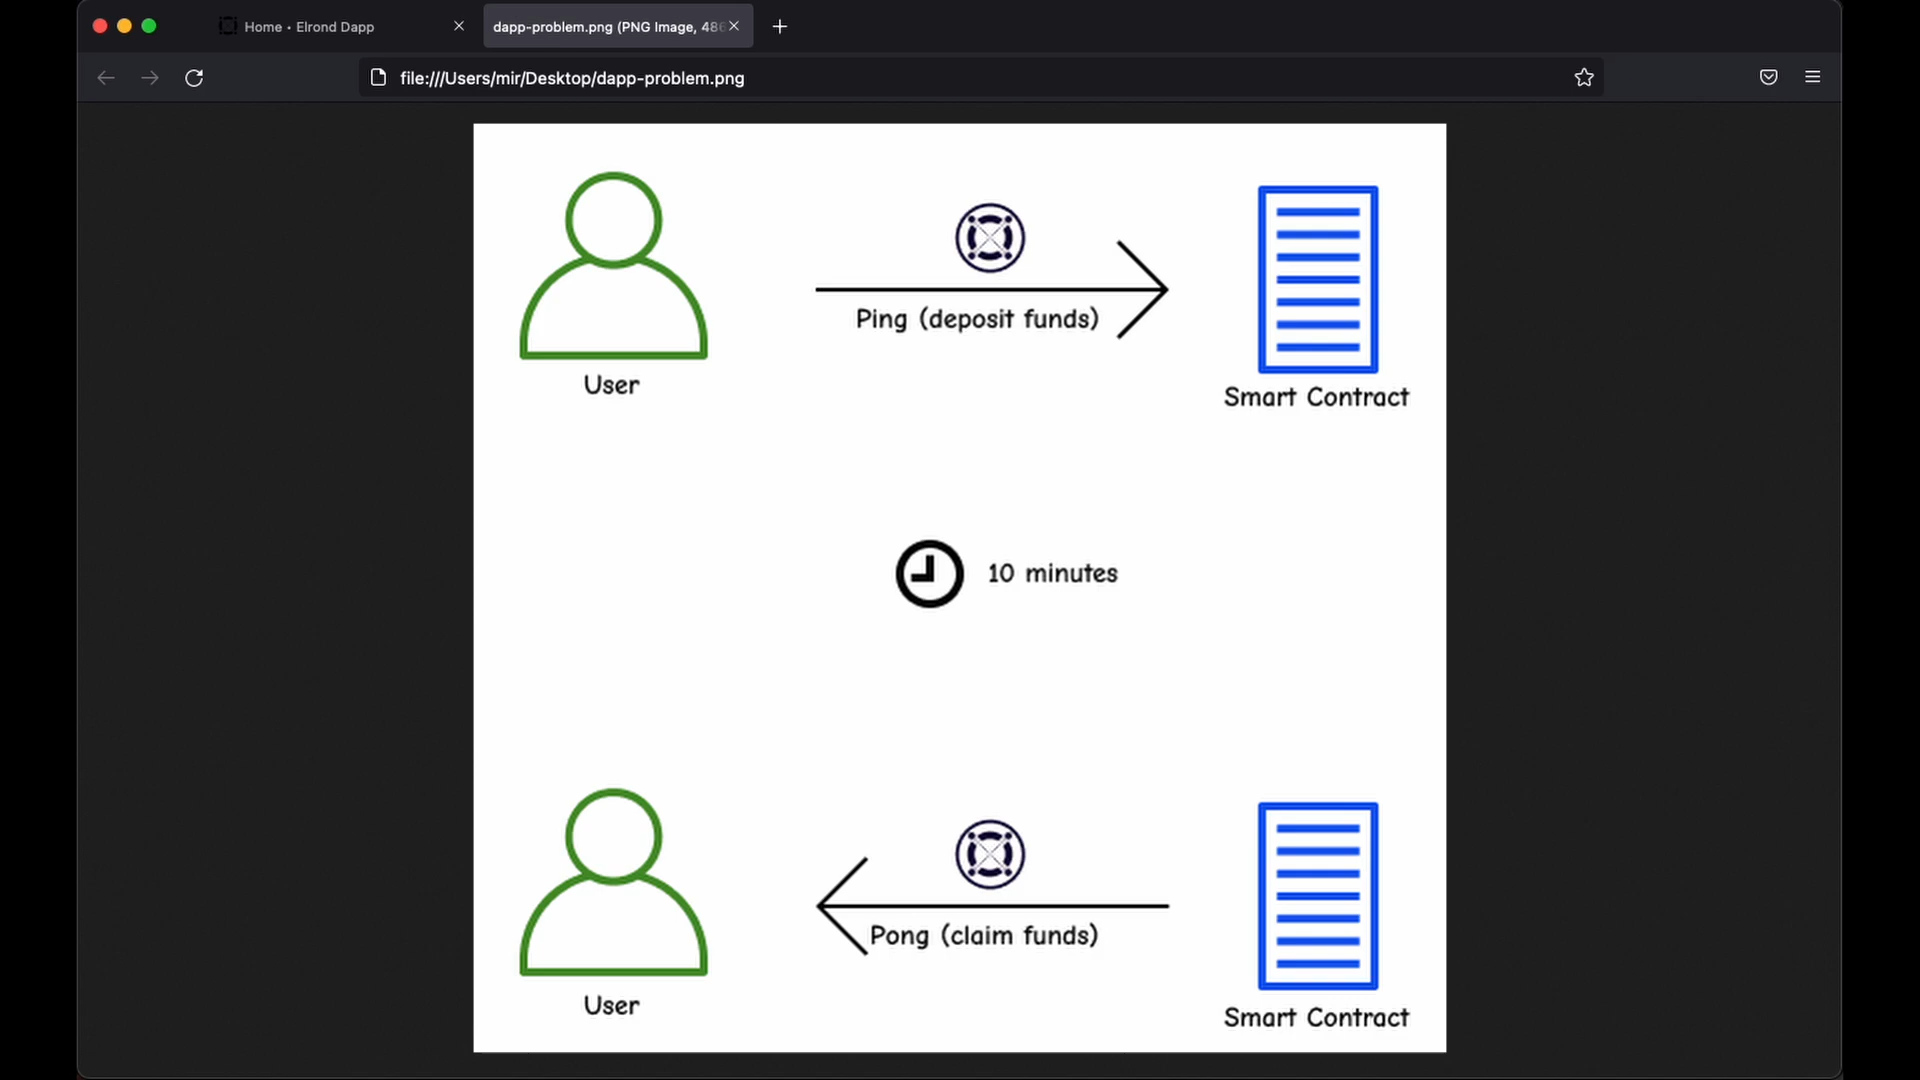 Home • Elrond Dapp
dapp-problem.png (PNG Image, 486
file:///Users/mir/Desktop/dapp-problem.png
Ping (deposit funds)
User
Smart Contract
10 minutes
Pong (claim funds)
User
Smart Contract